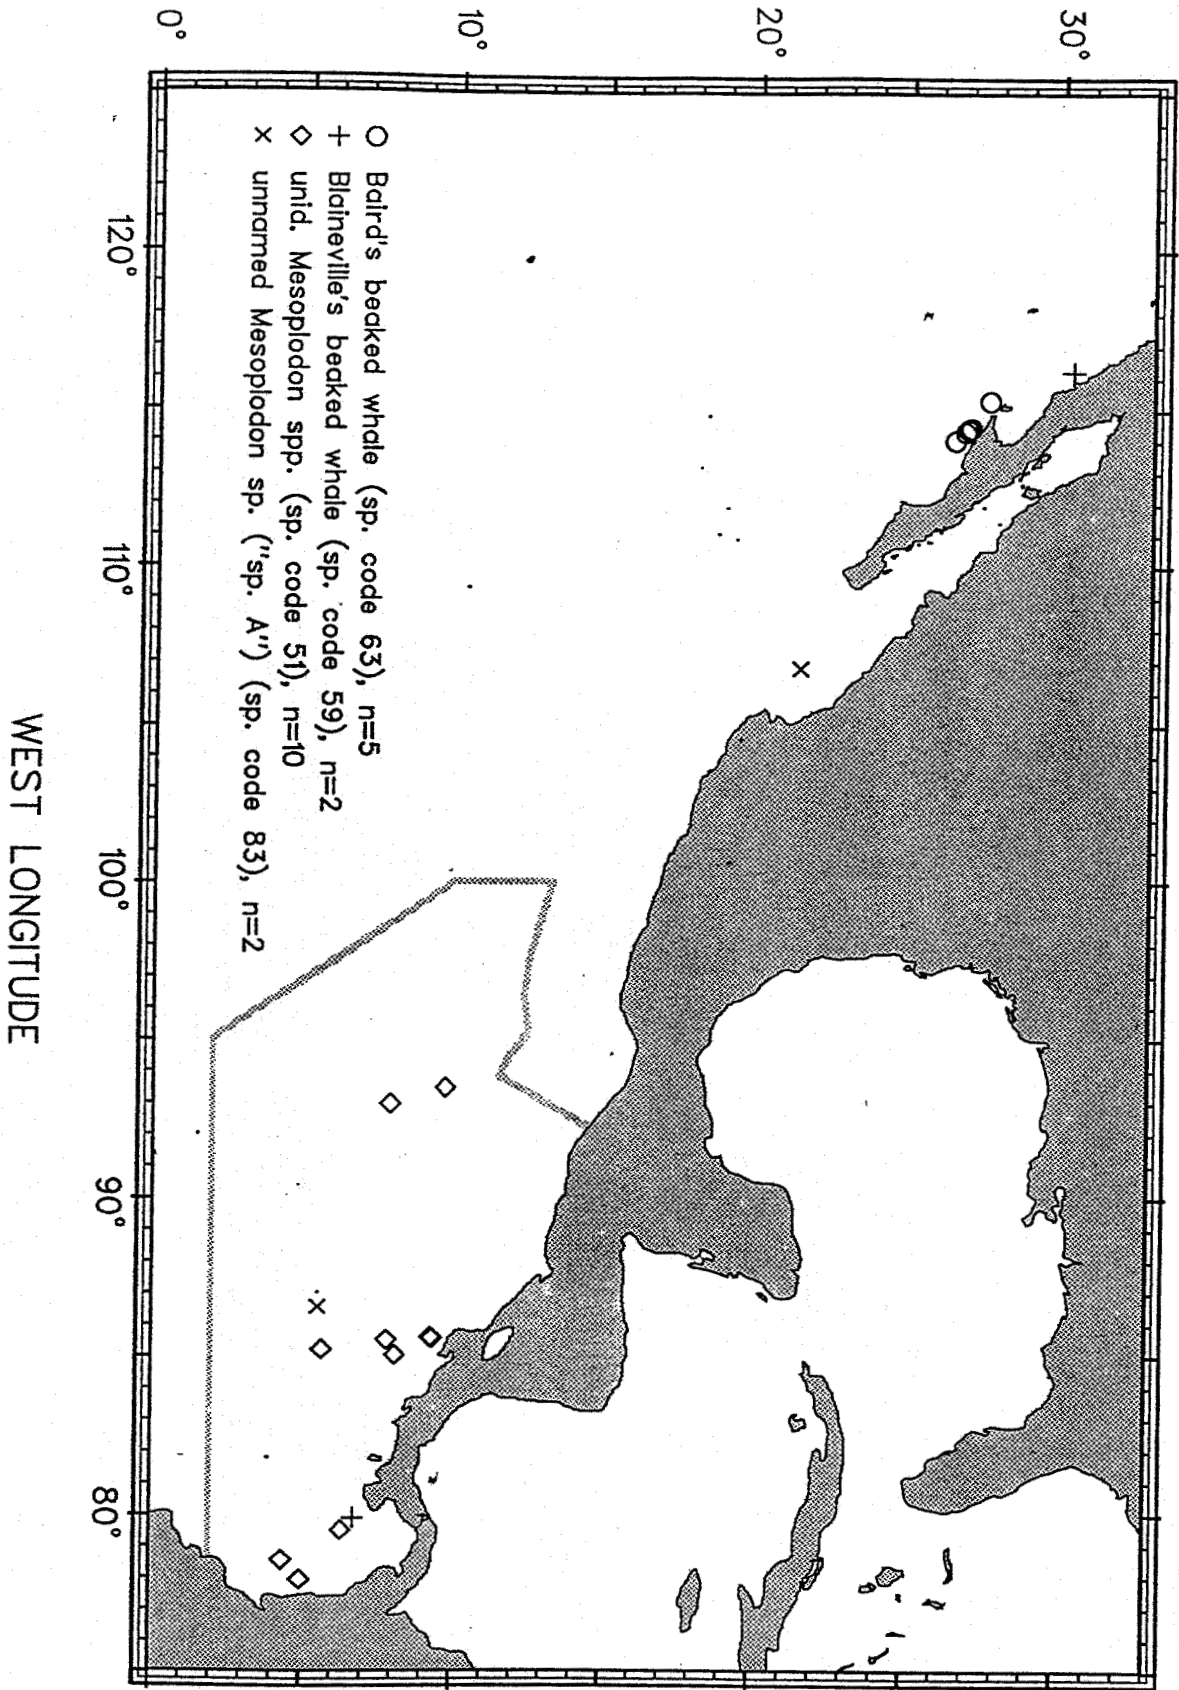 30°
20°
10°
0°
O Baird's beaked whale (sp. code 63), n=5
+ Blaineville's beaked whale (sp. code 59), n=2
◇ unid. Mesoplodon spp. (sp. code 51), n=10
× unnamed Mesoplodon sp. ("sp. A") (sp. code 83), n=2
120°
110°
100°
90°
80°
WEST LONGITUDE